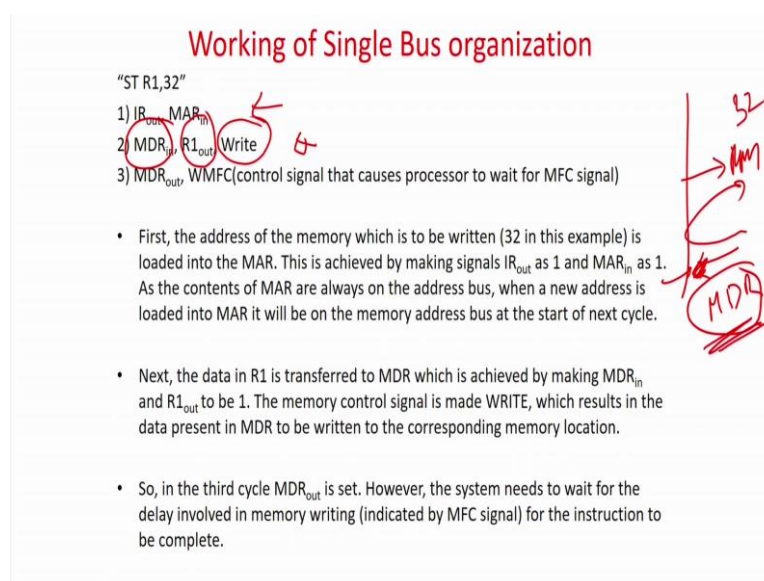 Working of Single Bus organization
“ST R1,32”
1) IRout, MARin
2) MDRin, R1out, Write
3) MDRout, WMFC(control signal that causes processor to wait for MFC signal)
• First, the address of the memory which is to be written (32 in this example) is
loaded into the MAR. This is achieved by making signals IRout as 1 and MARin as 1.
As the contents of MAR are always on the address bus, when a new address is
loaded into MAR it will be on the memory address bus at the start of next cycle.
• Next, the data in R1 is transferred to MDR which is achieved by making MDRin
and R1out to be 1. The memory control signal is made WRITE, which results in the
data present in MDR to be written to the corresponding memory location.
• So, in the third cycle MDRout is set. However, the system needs to wait for the
delay involved in memory writing (indicated by MFC signal) for the instruction to
be complete.
32
MDR